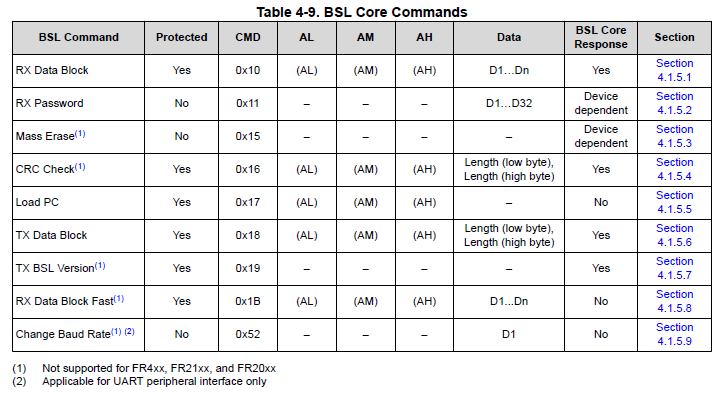 Table 4-9. BSL Core Commands
BSL Command Protected CMD AL AM AH Data BSL Core Response Section
RX Data Block Yes 0x10 (AL) (AM) (AH) D1…Dn Yes Section 4.1.5.1
RX Password No 0x11 – – – D1…D32 Device dependent Section 4.1.5.2
Mass Erase(1) No 0x15 – – – – Device dependent Section 4.1.5.3
CRC Check(1) Yes 0x16 (AL) (AM) (AH) Length (low byte), Length (high byte) Yes Section 4.1.5.4
Load PC Yes 0x17 (AL) (AM) (AH) – No Section 4.1.5.5
TX Data Block Yes 0x18 (AL) (AM) (AH) Length (low byte), Length (high byte) Yes Section 4.1.5.6
TX BSL Version(1) Yes 0x19 – – – – Yes Section 4.1.5.7
RX Data Block Fast(1) Yes 0x1B (AL) (AM) (AH) D1...Dn No Section 4.1.5.8
Change Baud Rate(1) (2) No 0x52 – – – D1 No Section 4.1.5.9
(1) Not supported for FR4xx, FR21xx, and FR20xx
(2) Applicable for UART peripheral interface only